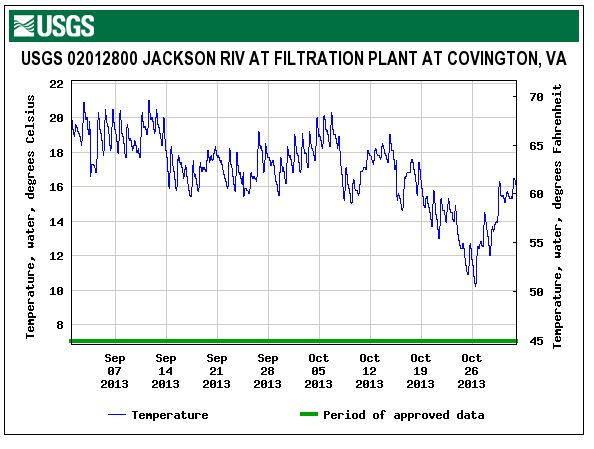 USGS
USGS 02012800 JACKSON RIV AT FILTRATION PLANT AT COVINGTON, VA
Temperature, water, degrees Celsius
22
20
18
16
14
12
10
8
70
65
60
55
50
45
Temperature, water, degrees Fahrenheit
Sep Sep Sep Sep Oct Oct Oct Oct
07 14 21 28 05 12 19 26
2013 2013 2013 2013 2013 2013 2013 2013
Temperature Period of approved data